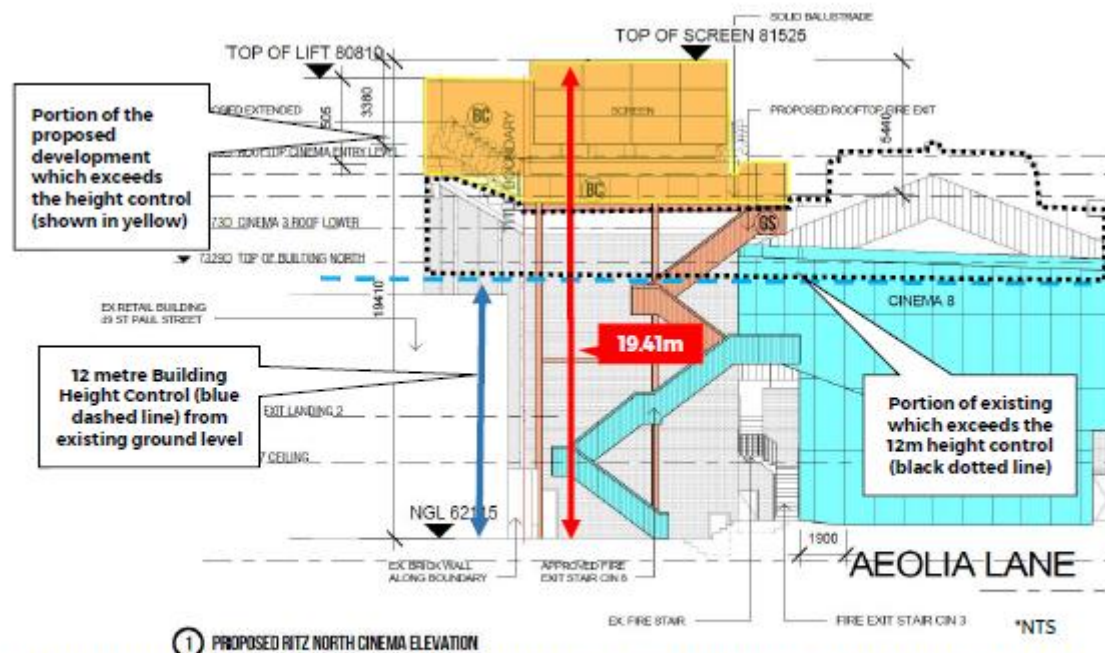 SOLID BALUSTRADE
TOP OF LIFT 80810
TOP OF SCREEN 81525
Portion of the
proposed
development
which exceeds
the height control
(shown in yellow)
EXTENDED
505
3380
BC
SCREEN
PROPOSED ROOFTOP FIRE EXIT
5440
ROOFTOP CINEMA ENTRY LEVEL
BOUNDARY
BC
GS
CINEMA 3 ROOF LOWER
73290 TOP OF BUILDING NORTH
CINEMA 8
EX RETAIL BUILDING
49 ST PAUL STREET
19410
19.41m
12 metre Building
Height Control (blue
dashed line) from
existing ground level
EXIT LANDING 2
CEILING
Portion of existing
which exceeds the
12m height control
(black dotted line)
NGL 62115
1900
EX. BRICK WALL
ALONG BOUNDARY
APPROVED FIRE
EXIT STAIR CIN 6
AEOLIA LANE
EX. FIRE STAIR
FIRE EXIT STAIR CIN 3
*NTS
1 PROPOSED RITZ NORTH CINEMA ELEVATION